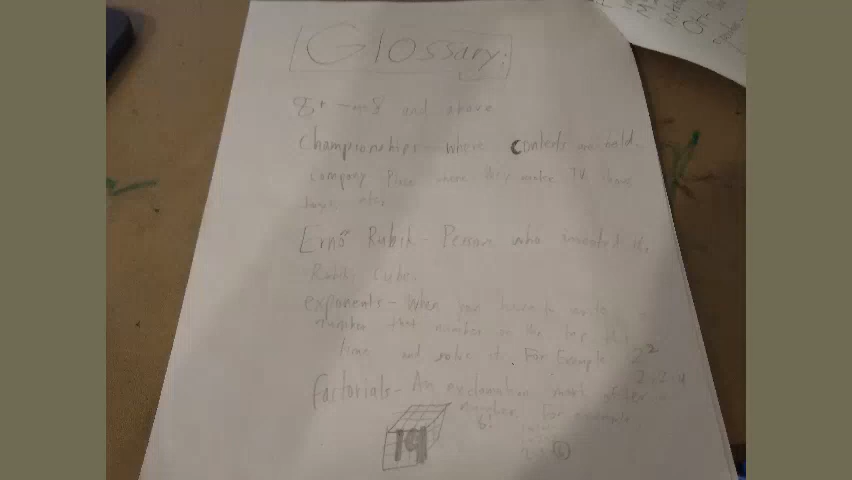 Glossary:
8+ - 8 and above
Championships - where Contests are held.
company Place where they make TV shows
toys, etc.
Ernő Rubik - Person who invented the
Rubik Cube.
exponents - When you have to write
number that number on the
time and solve it. For Example 2²
2·2=4
factorials - An exclamation mark after a
number. For example
6!
19